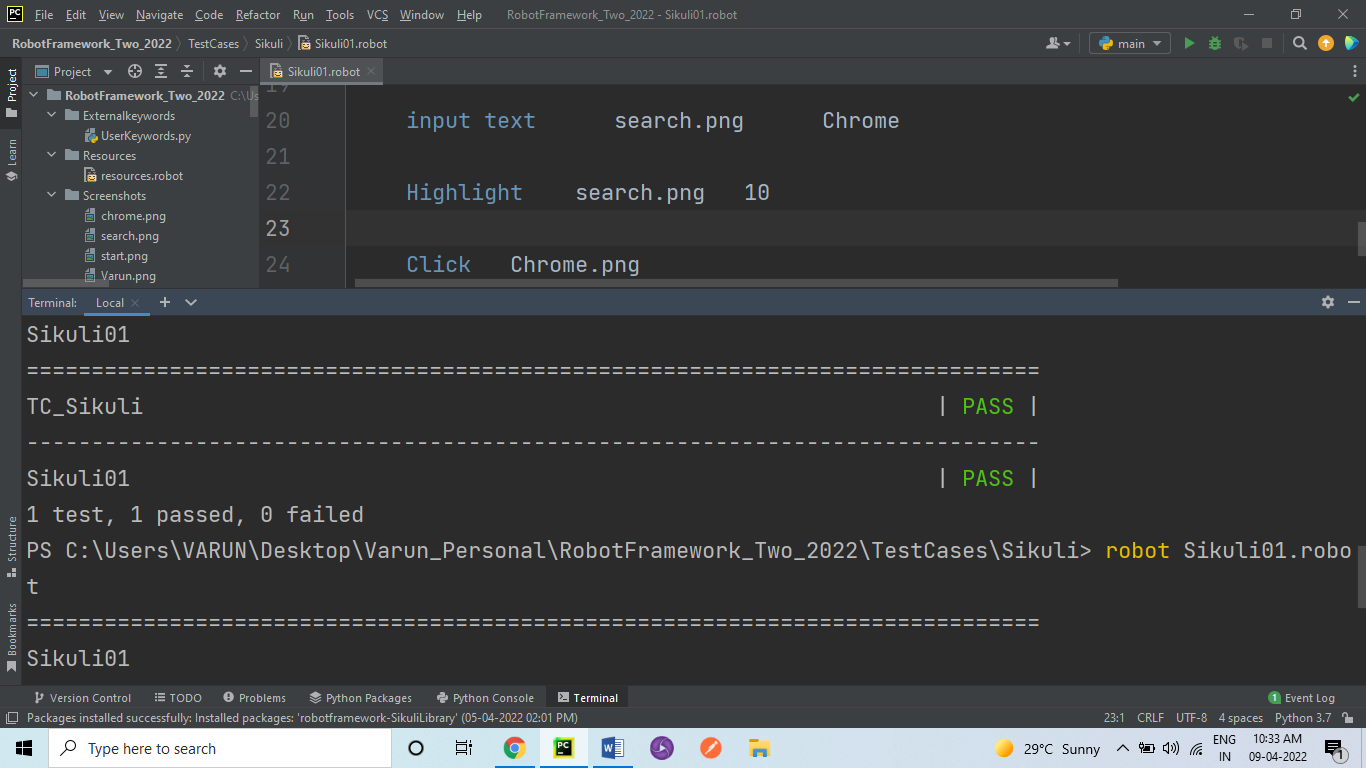 PC File Edit View Navigate Code Refactor Run Tools VCS Window Help RobotFramework_Two_2022 - Sikuli01.robot
RobotFramework_Two_2022 TestCases Sikuli Sikuli01.robot main
Project Sikuli01.robot
Project
Learn
Structure
Bookmarks
RobotFramework_Two_2022 C:\Us
Externalkeywords
UserKeywords.py
Resources
resources.robot
Screenshots
chrome.png
search.png
start.png
Varun.png
19
20 input text search.png Chrome
21
22 Highlight search.png 10
23
24 Click Chrome.png
Terminal: Local
Sikuli01
==============================================================================
TC_Sikuli | PASS |
------------------------------------------------------------------------------
Sikuli01 | PASS |
1 test, 1 passed, 0 failed
PS C:\Users\VARUN\Desktop\Varun_Personal\RobotFramework_Two_2022\TestCases\Sikuli> robot Sikuli01.robo
t
==============================================================================
Sikuli01
Version Control TODO Problems Python Packages Python Console Terminal 1 Event Log
Packages installed successfully: Installed packages: 'robotframework-SikuliLibrary' (05-04-2022 02:01 PM) 23:1 CRLF UTF-8 4 spaces Python 3.7
Type here to search PC W 29°C Sunny ENG 10:33 AM
IN 09-04-2022 1